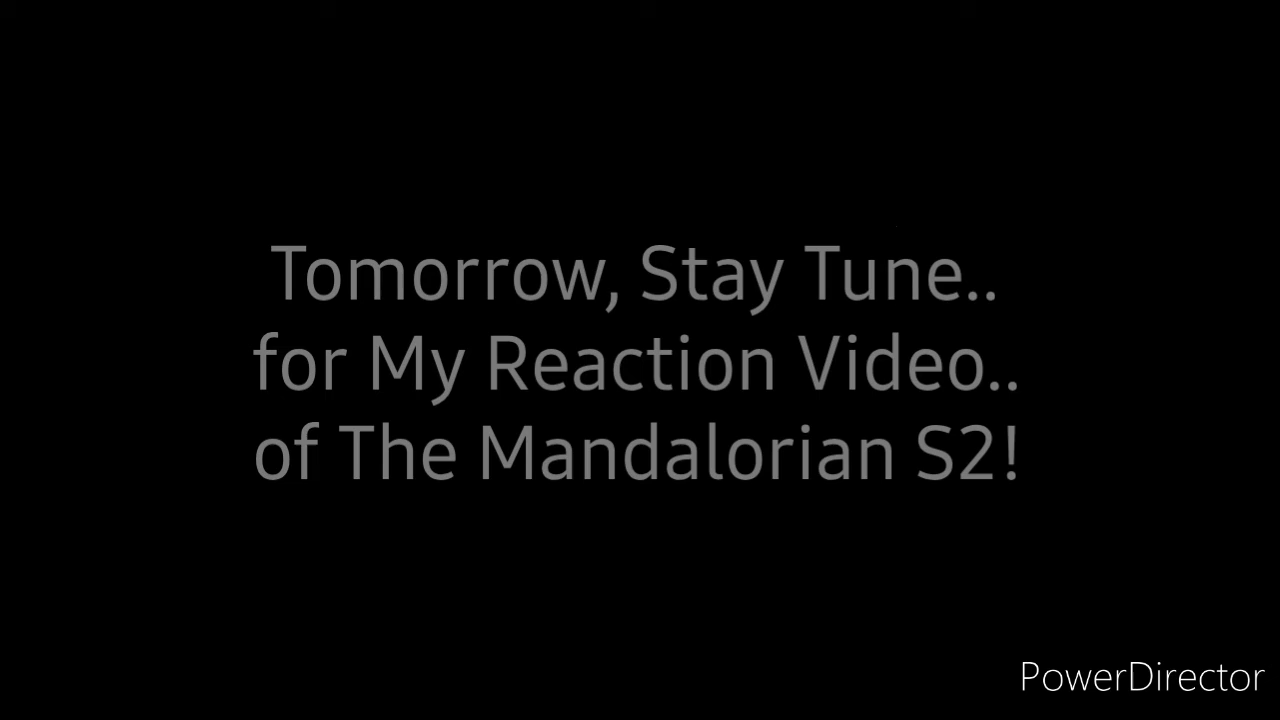 Tomorrow, Stay Tune..
for My Reaction Video..
of The Mandalorian S2!
PowerDirector